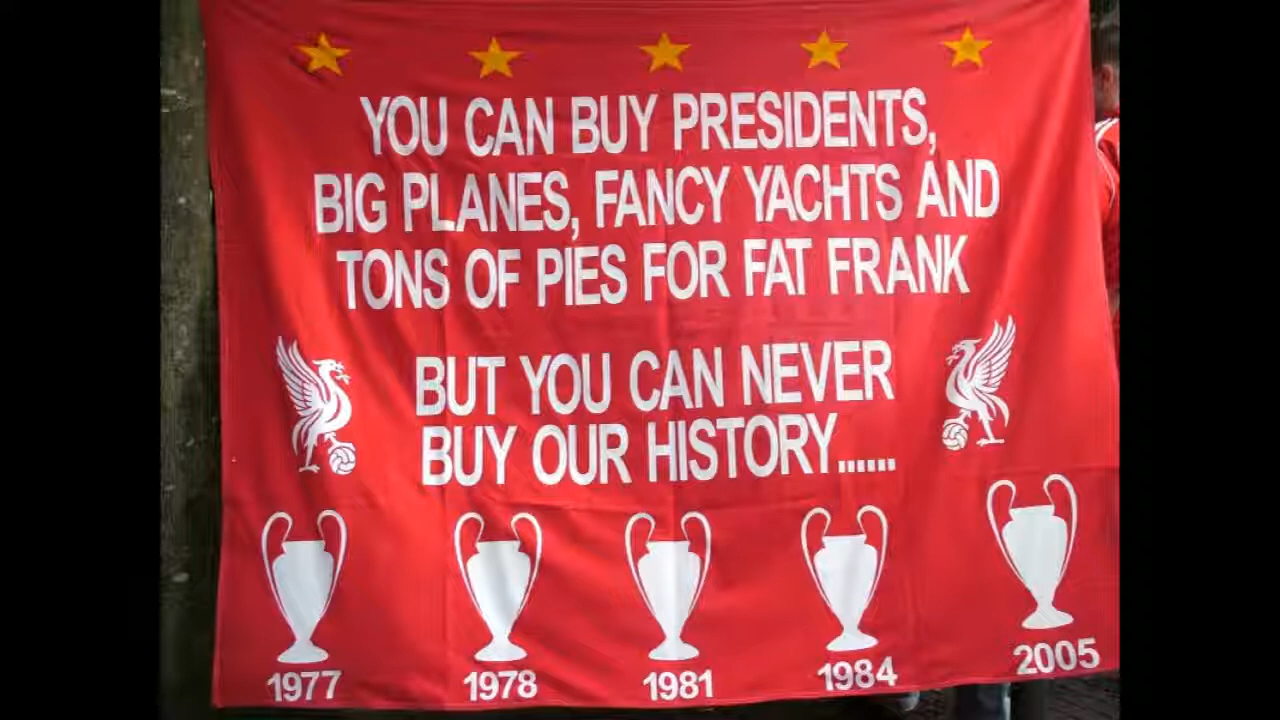 YOU CAN BUY PRESIDENTS,
BIG PLANES, FANCY YACHTS AND
TONS OF PIES FOR FAT FRANK
BUT YOU CAN NEVER
BUY OUR HISTORY......
1977 1978 1981 1984 2005